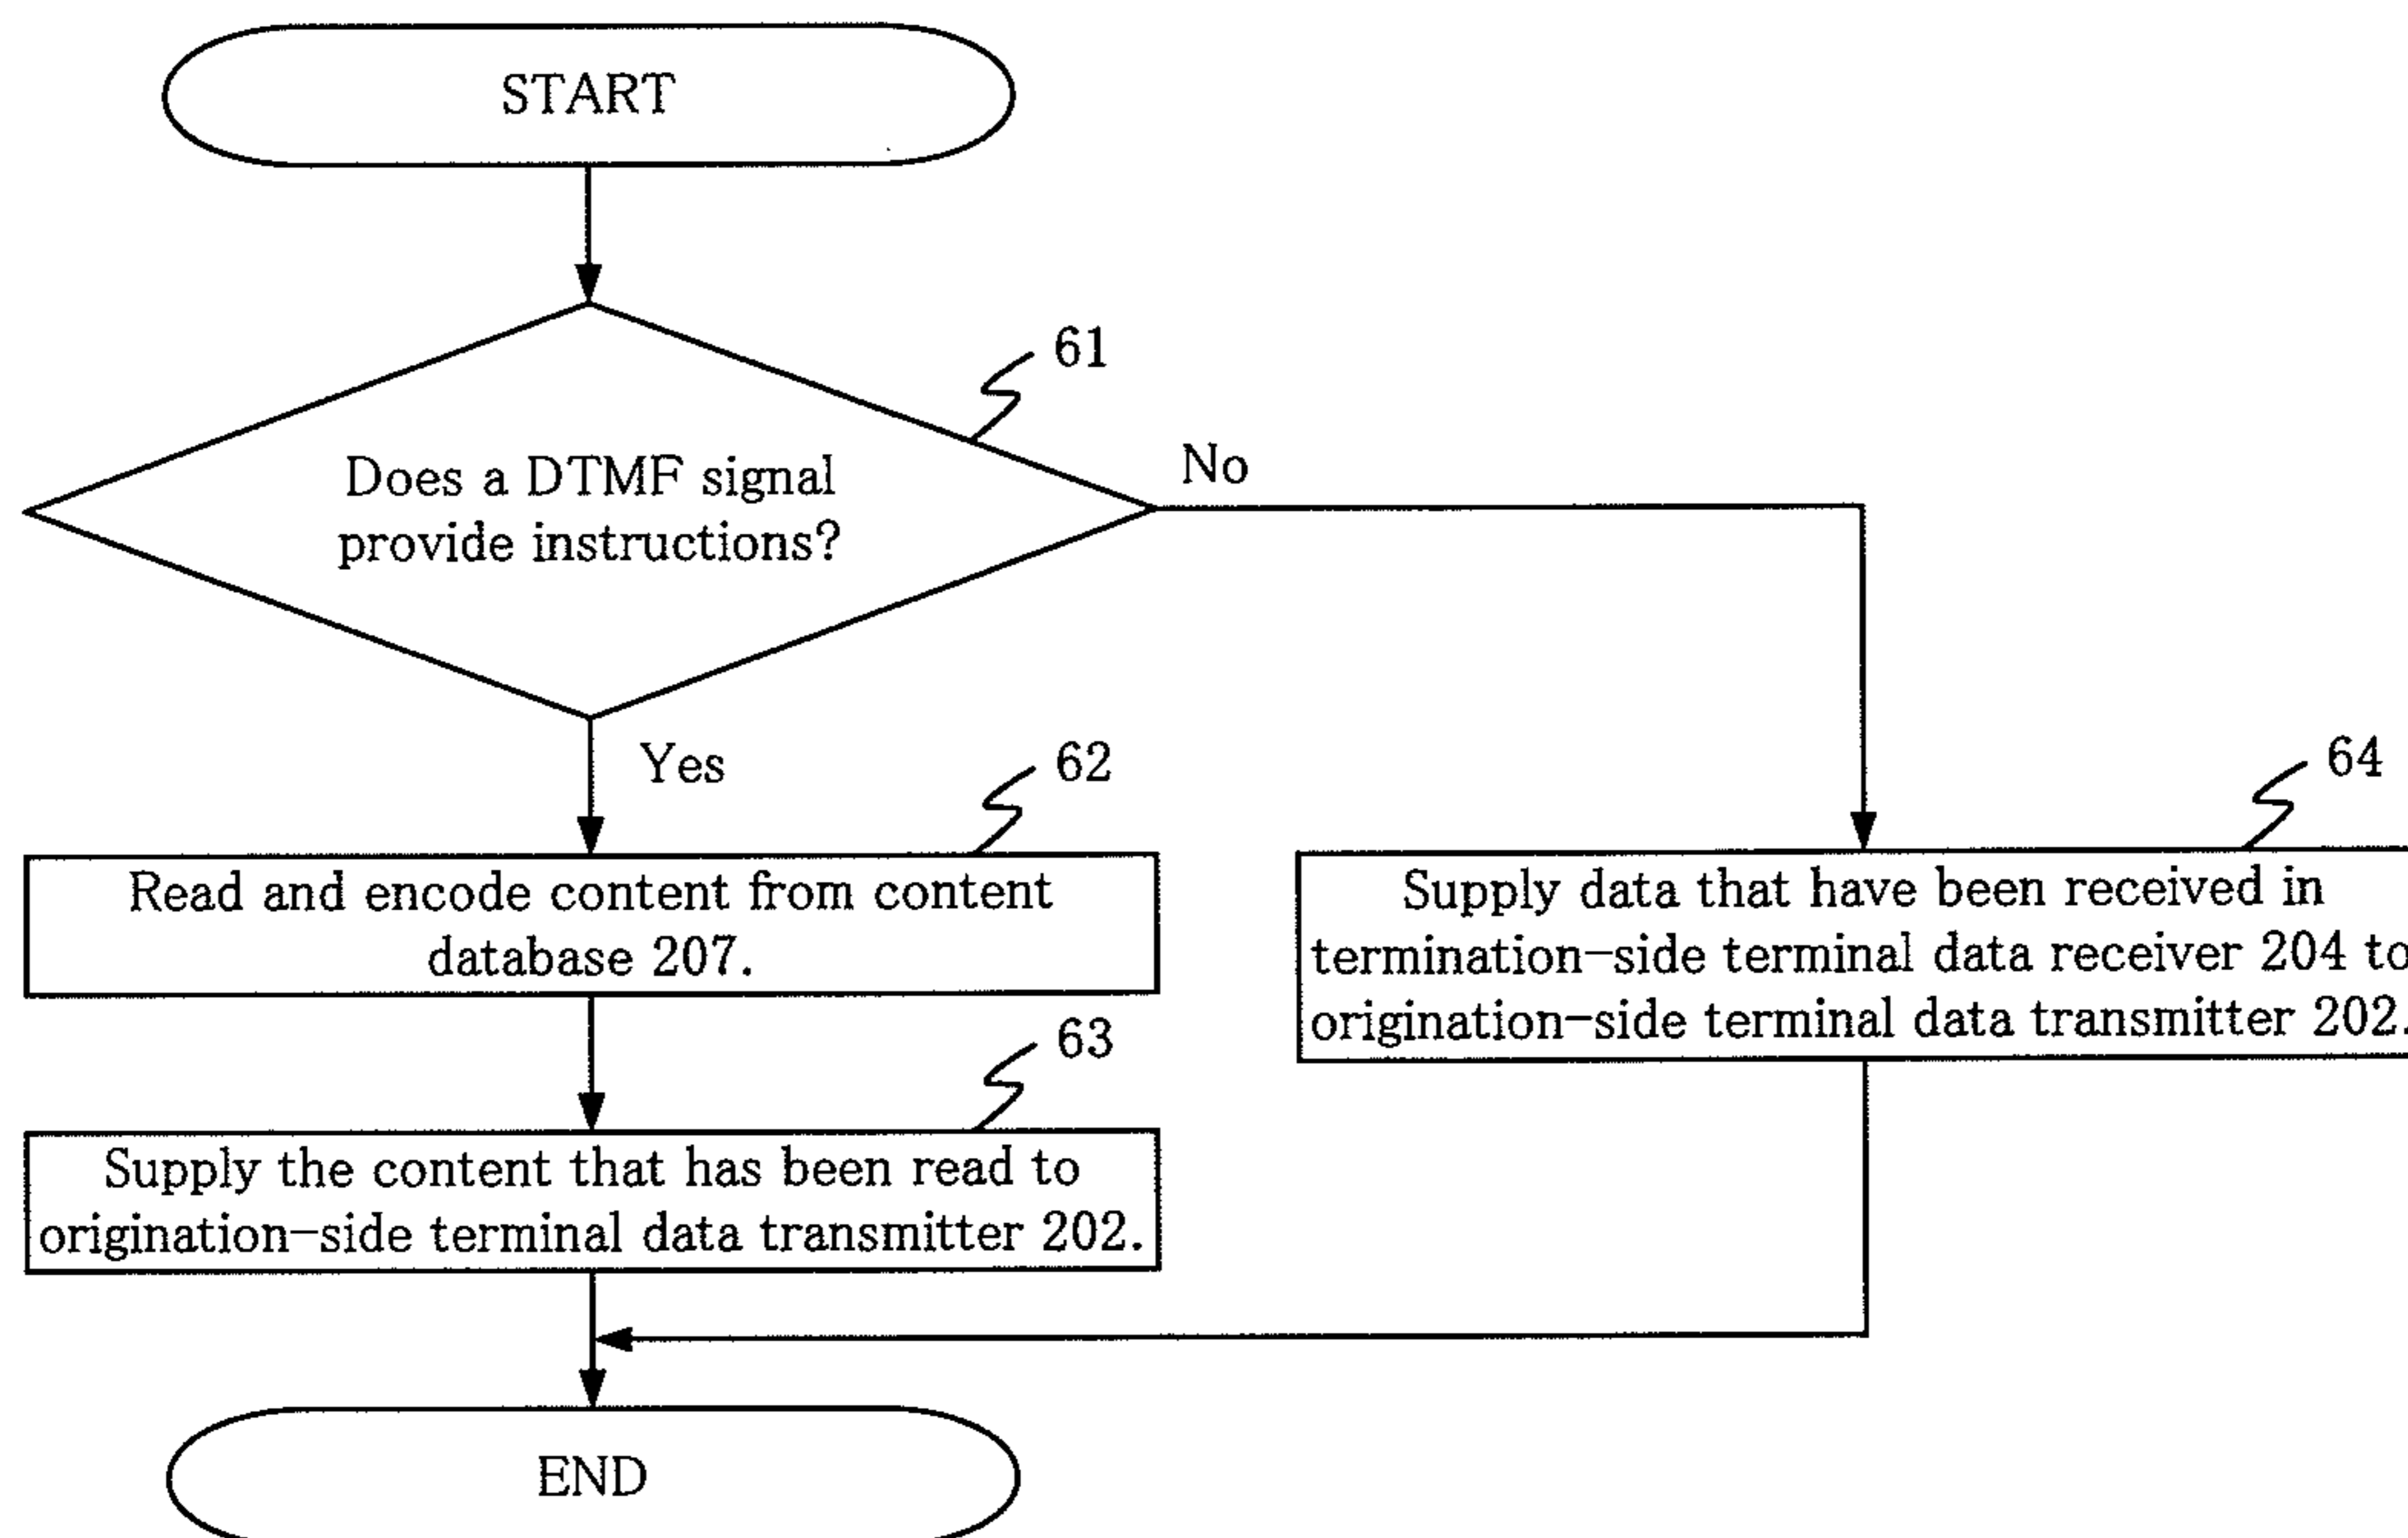 START
61
Does a DTMF signal
provide instructions?
No
Yes
62
Read and encode content from content
database 207.
64
Supply data that have been received in
termination-side terminal data receiver 204 to
origination-side terminal data transmitter 202.
63
Supply the content that has been read to
origination-side terminal data transmitter 202.
END